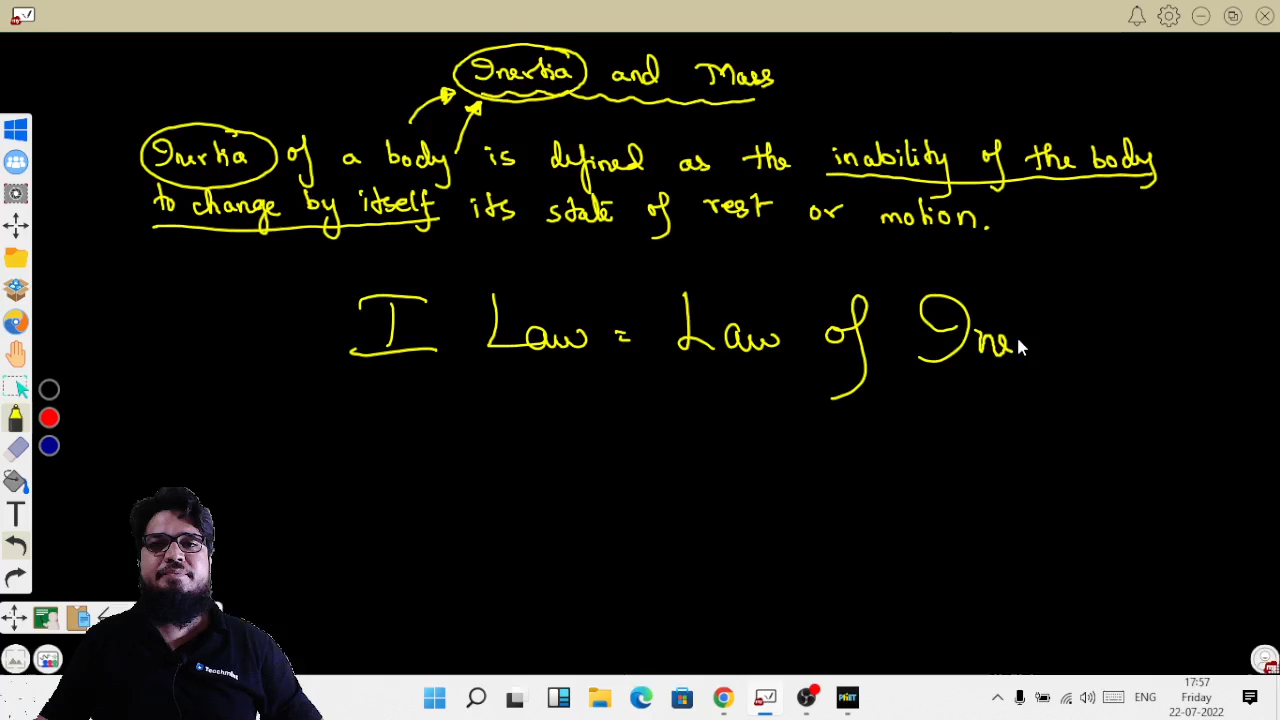 Inertia and Mass
Inertia of a body is defined as the inability of the body
to change by itself its state of rest or motion.
I Law = Law of Ine
T
Teachmint
ENG
17:57
Friday
22-07-2022